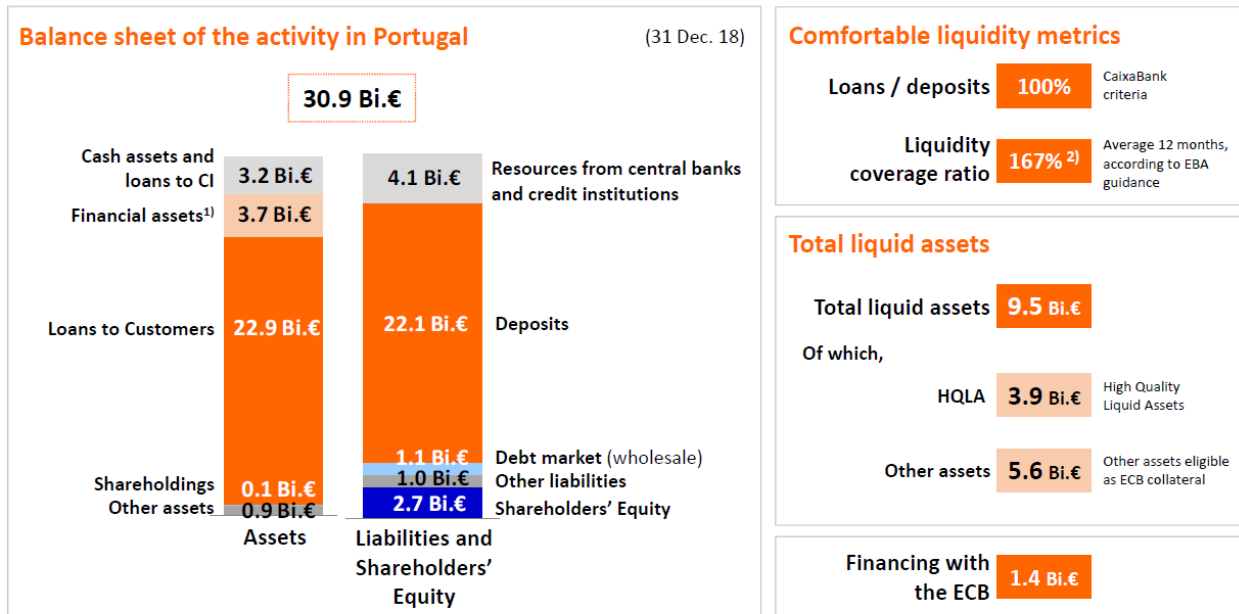 Balance sheet of the activity in Portugal
(31 Dec. 18)
30.9 Bi.€
Cash assets and
loans to CI
3.2 Bi.€
Financial assets1)
3.7 Bi.€
Loans to Customers
22.9 Bi.€
Shareholdings
0.1 Bi.€
Other assets
0.9 Bi.€
Assets
4.1 Bi.€
Resources from central banks
and credit institutions
22.1 Bi.€
Deposits
1.1 Bi.€
Debt market (wholesale)
1.0 Bi.€
Other liabilities
2.7 Bi.€
Shareholders’ Equity
Liabilities and
Shareholders’
Equity
Comfortable liquidity metrics
Loans / deposits
100%
CaixaBank
criteria
Liquidity
coverage ratio
167% 2)
Average 12 months,
according to EBA
guidance
Total liquid assets
Total liquid assets
9.5 Bi.€
Of which,
HQLA
3.9 Bi.€
High Quality
Liquid Assets
Other assets
5.6 Bi.€
Other assets eligible
as ECB collateral
Financing with
the ECB
1.4 Bi.€